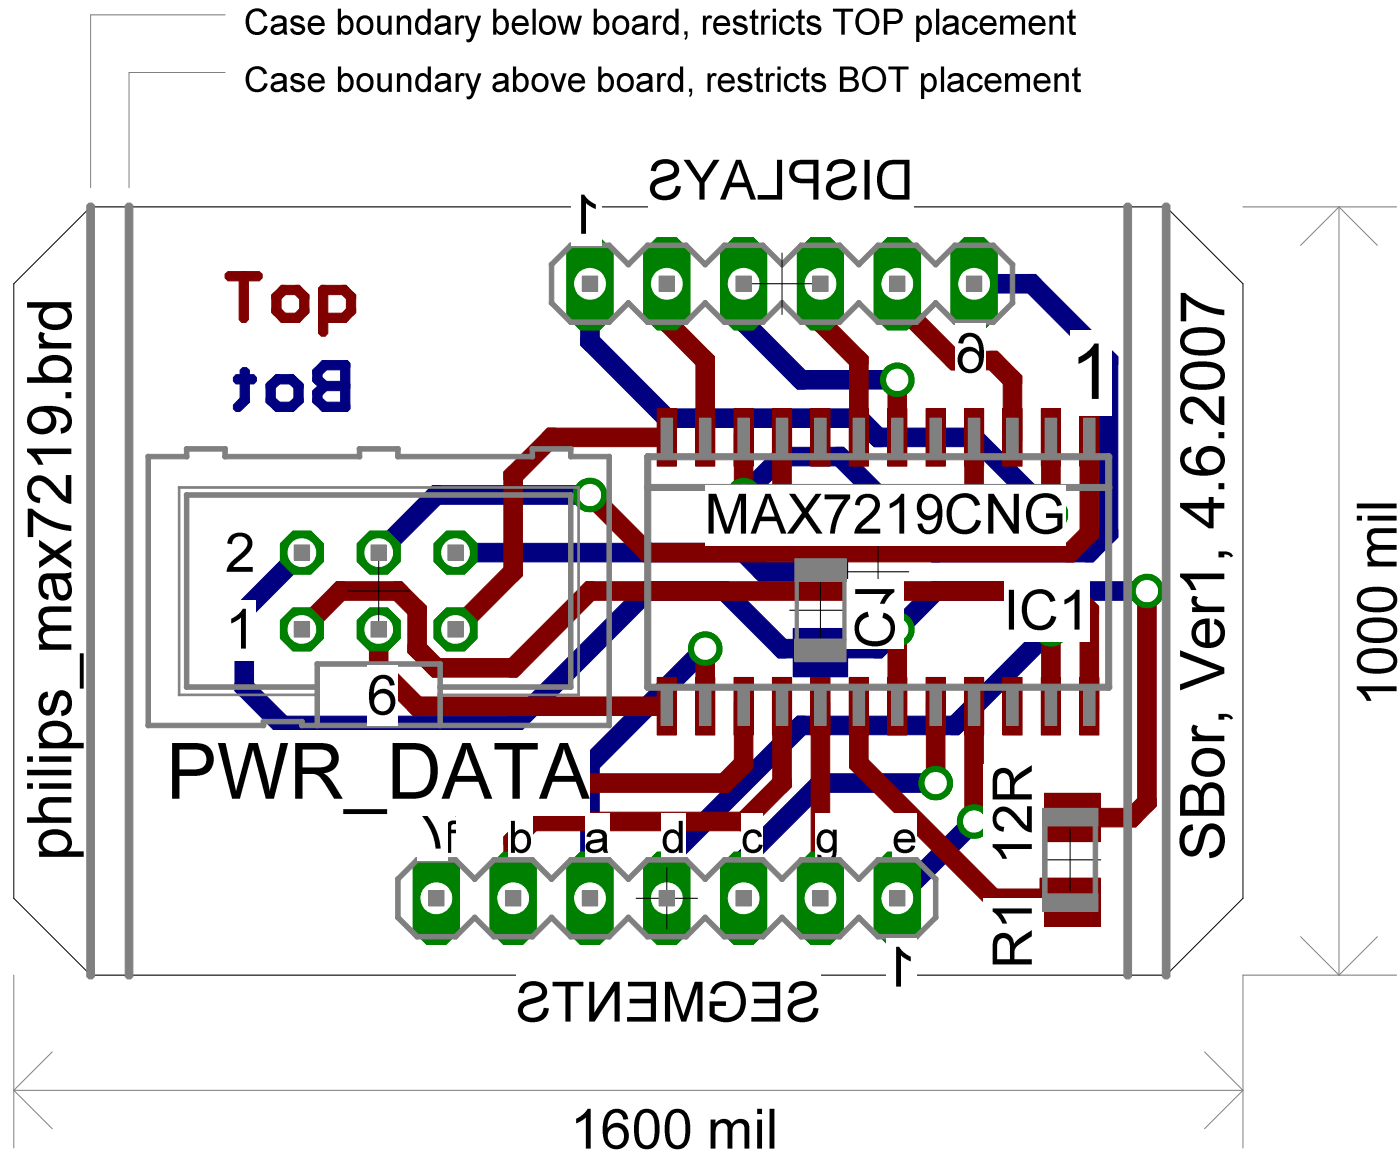 Case boundary below board, restricts TOP placement
Case boundary above board, restricts BOT placement
DISPLAYS
1
Top
6
1
Bot
philips_max7219.brd
SBor, Ver1, 4.6.2007
1000 mil
MAX7219CNG
2
1
C1
IC1
6
PWR_DATA
12R
R1
f b a d c g e
7
1
SEGMENTS
1600 mil